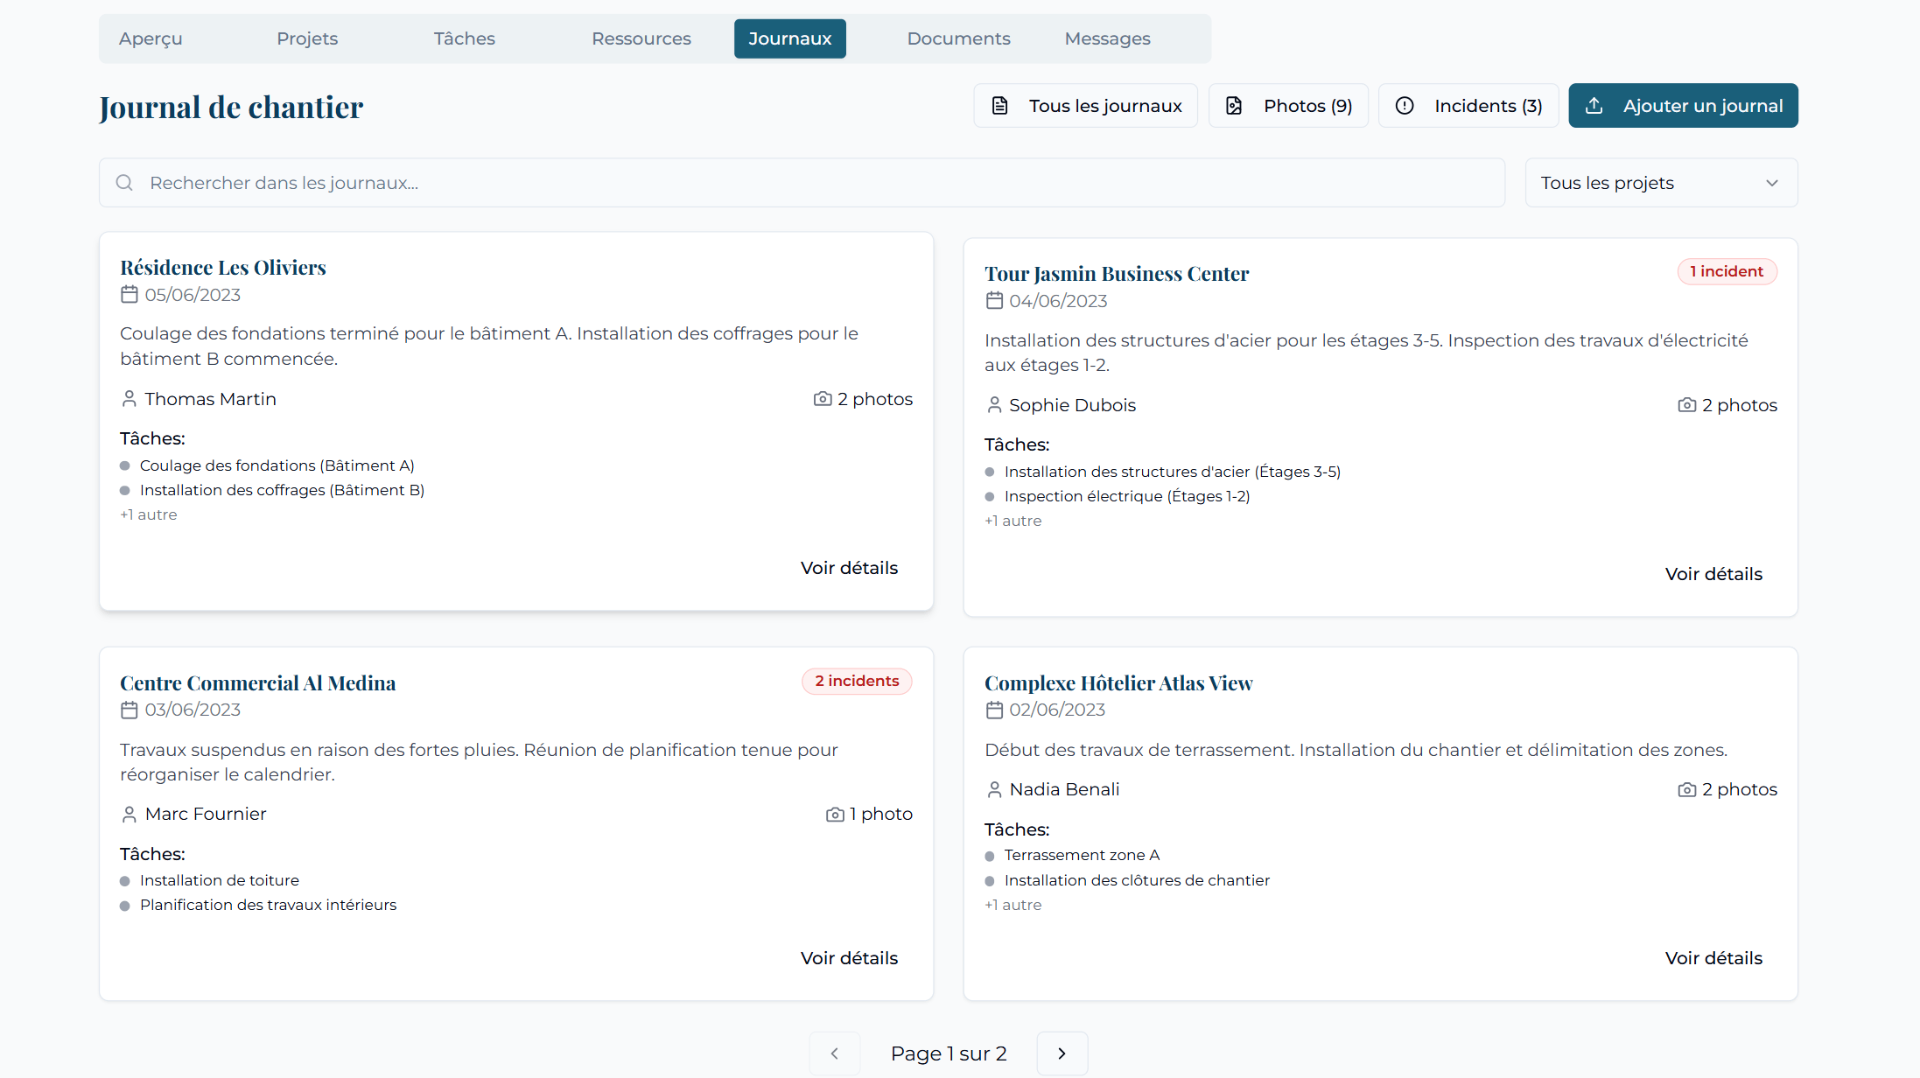 Aperçu
Projets
Tâches
Ressources
Journaux
Documents
Messages
Journal de chantier
Tous les journaux
Photos (9)
Incidents (3)
Ajouter un journal
Rechercher dans les journaux...
Tous les projets
Résidence Les Oliviers
05/06/2023
Coulage des fondations terminé pour le bâtiment A. Installation des coffrages pour le
bâtiment B commencée.
Thomas Martin
2 photos
Tâches:
Coulage des fondations (Bâtiment A)
Installation des coffrages (Bâtiment B)
+1 autre
Voir détails
Tour Jasmin Business Center
1 incident
04/06/2023
Installation des structures d'acier pour les étages 3-5. Inspection des travaux d'électricité
aux étages 1-2.
Sophie Dubois
2 photos
Tâches:
Installation des structures d'acier (Étages 3-5)
Inspection électrique (Étages 1-2)
+1 autre
Voir détails
Centre Commercial Al Medina
2 incidents
03/06/2023
Travaux suspendus en raison des fortes pluies. Réunion de planification tenue pour
réorganiser le calendrier.
Marc Fournier
1 photo
Tâches:
Installation de toiture
Planification des travaux intérieurs
Voir détails
Complexe Hôtelier Atlas View
02/06/2023
Début des travaux de terrassement. Installation du chantier et délimitation des zones.
Nadia Benali
2 photos
Tâches:
Terrassement zone A
Installation des clôtures de chantier
+1 autre
Voir détails
Page 1 sur 2